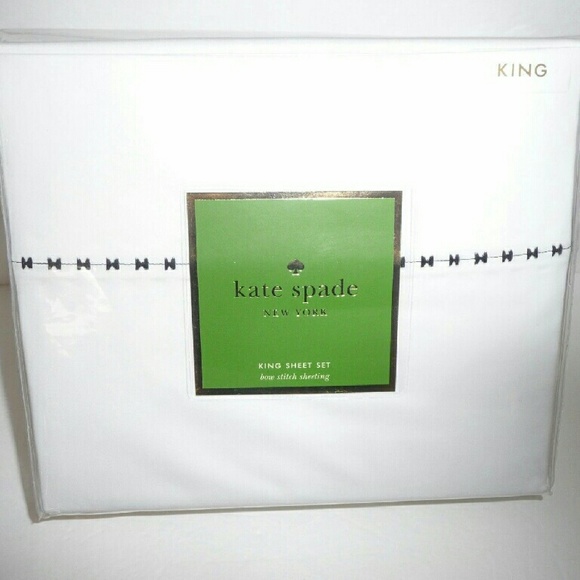 KING
kate spade
NEW YORK
KING SHEET SET
bow stitch sheeting